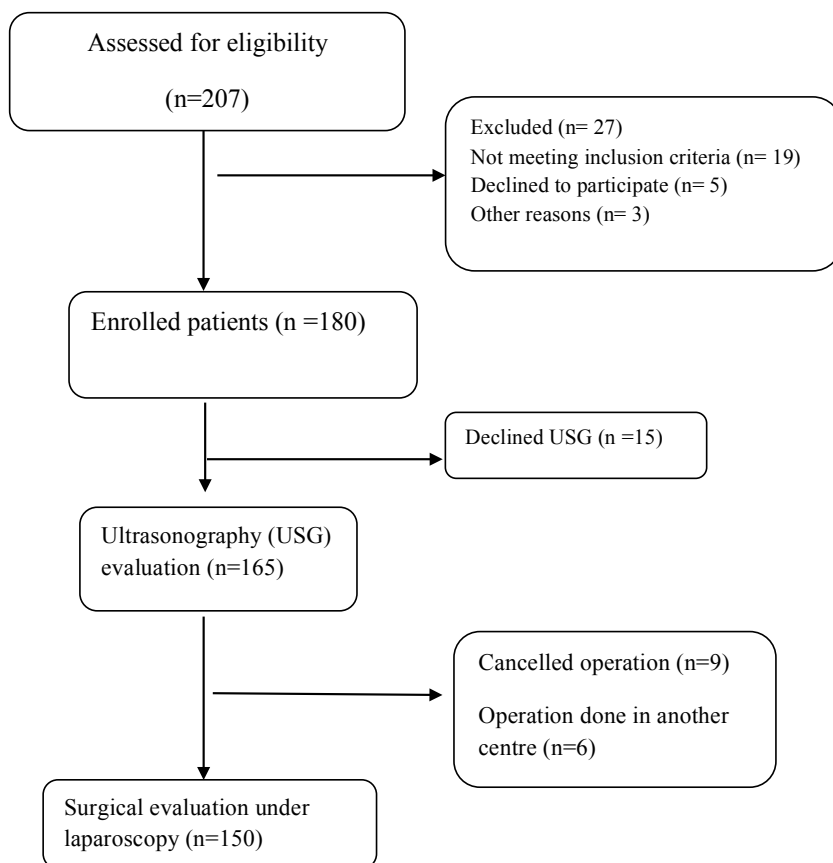 Assessed for eligibility
(n=207)
Excluded (n= 27)
Not meeting inclusion criteria (n= 19)
Declined to participate (n= 5)
Other reasons (n= 3)
Enrolled patients (n =180)
Declined USG (n =15)
Ultrasonography (USG)
evaluation (n=165)
Cancelled operation (n=9)
Operation done in another
centre (n=6)
Surgical evaluation under
laparoscopy (n=150)